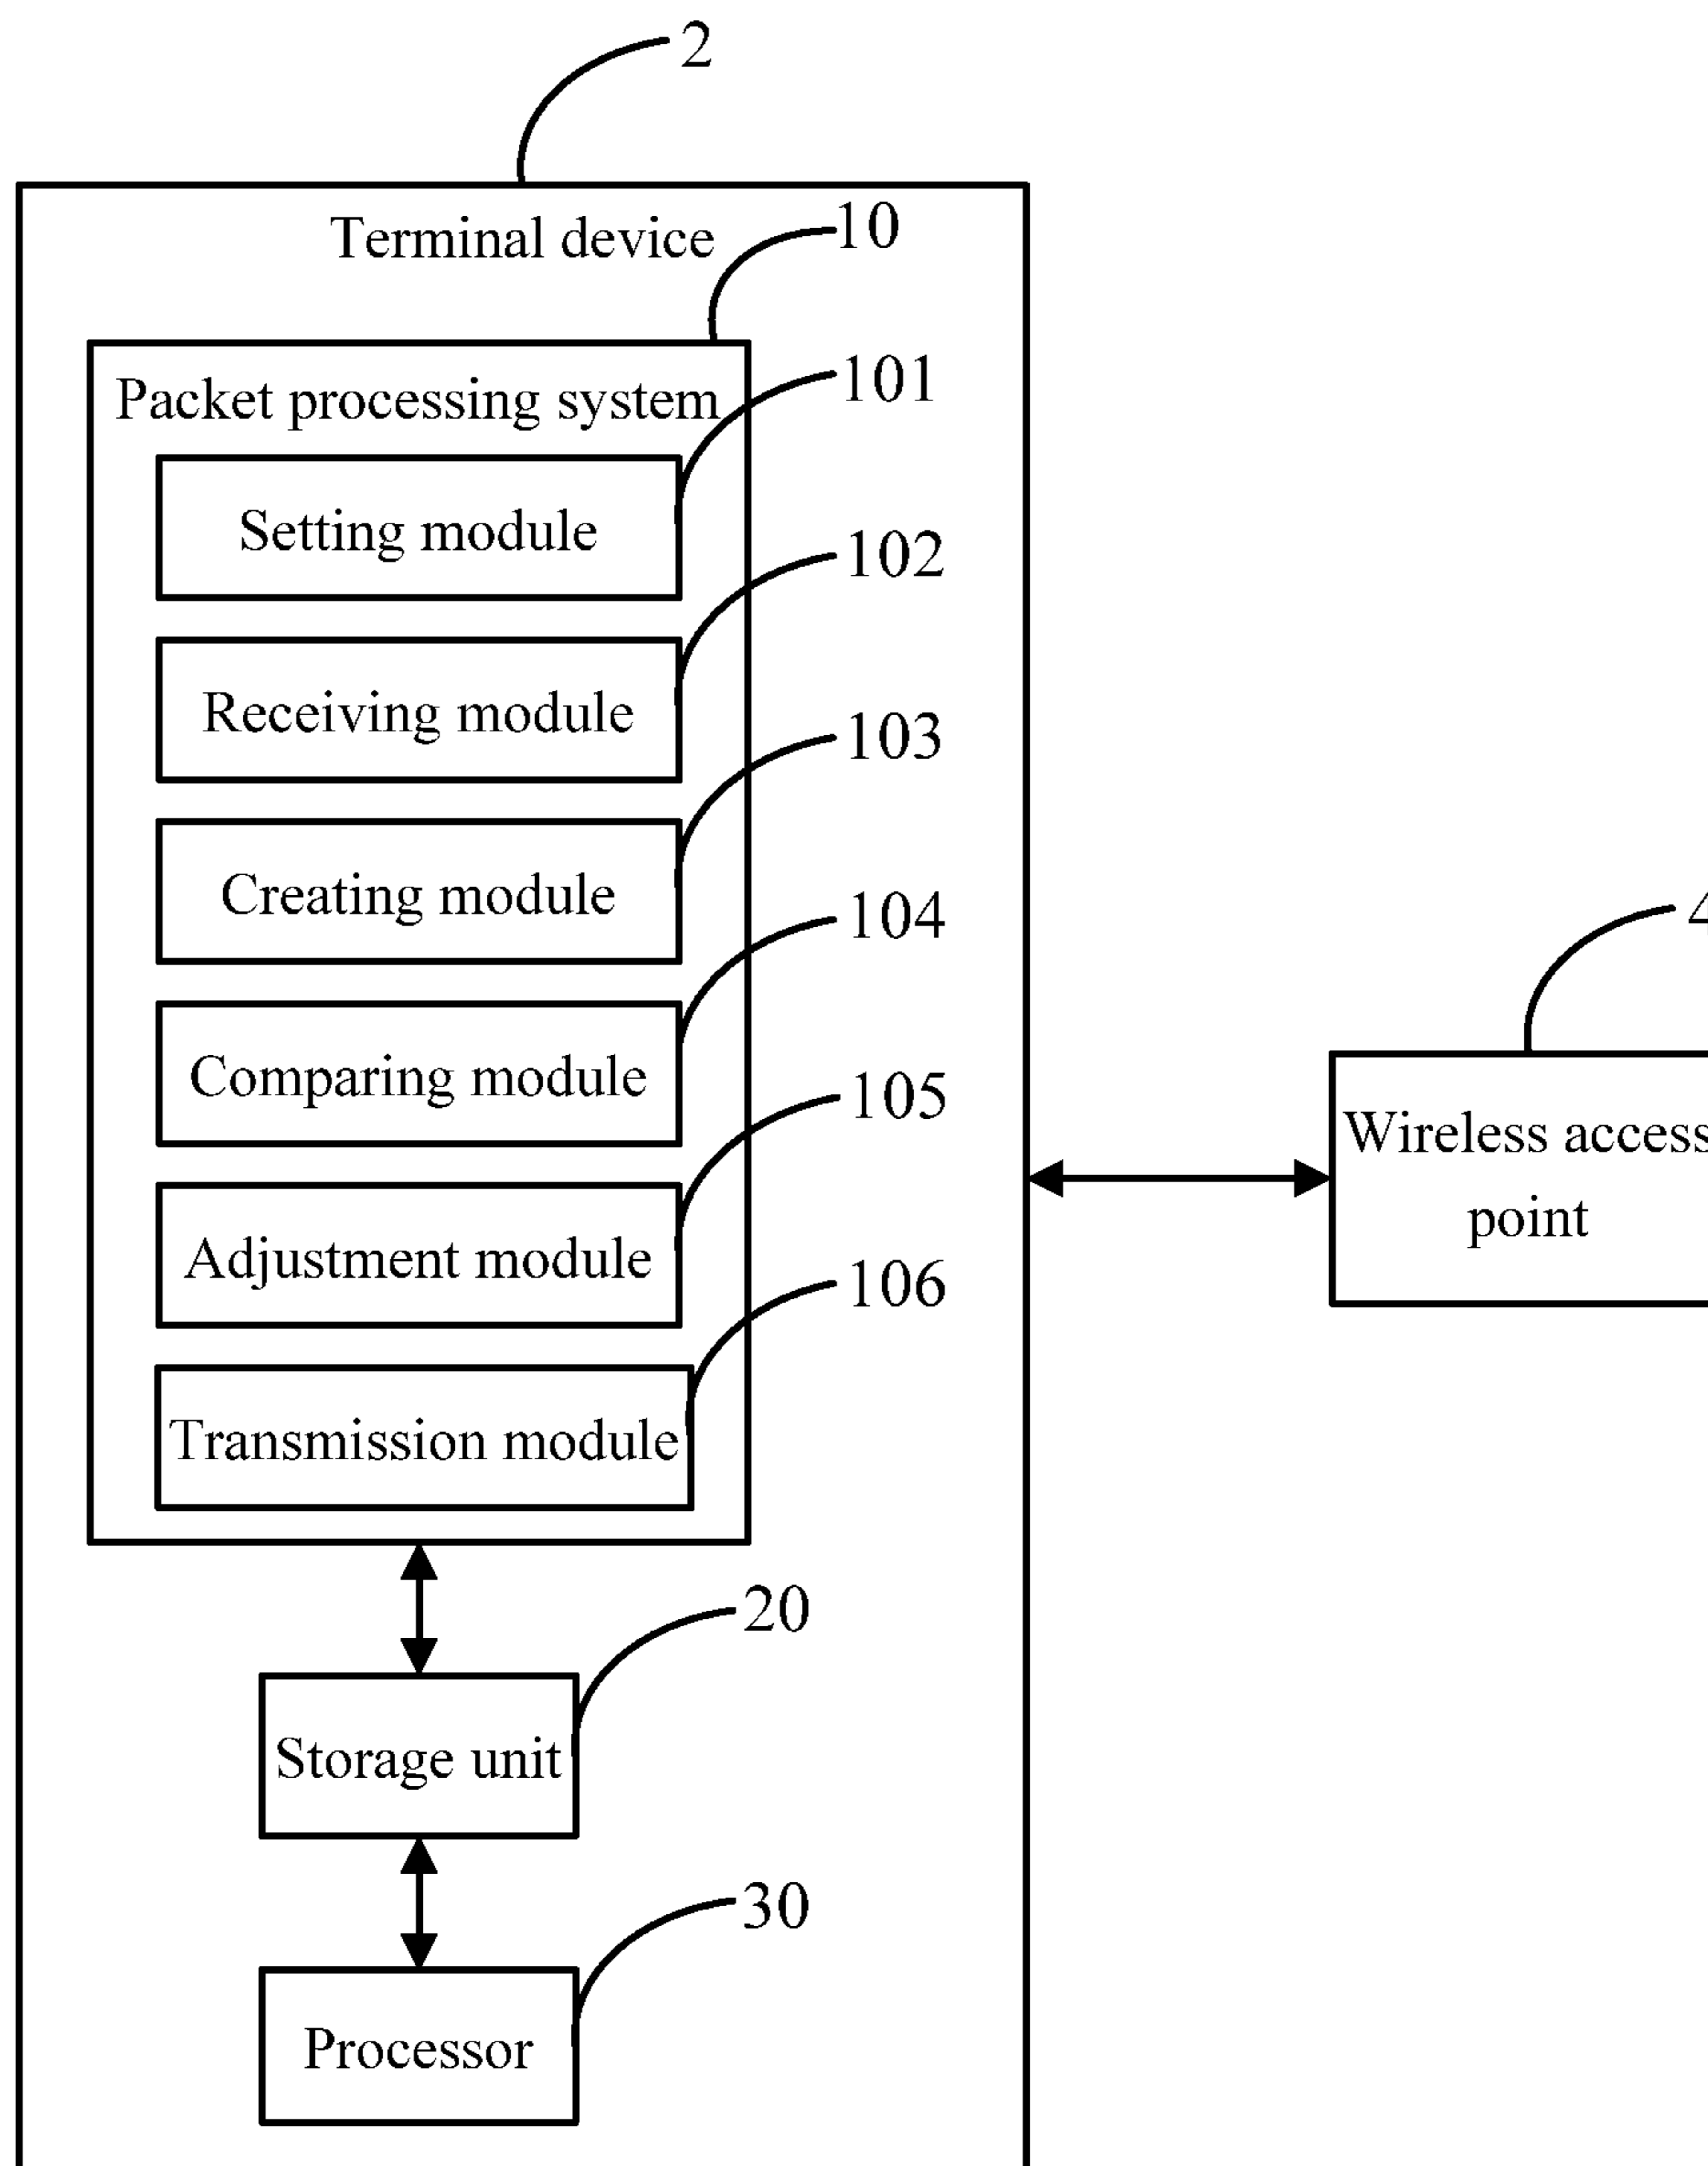 2
Terminal device
10
Packet processing system
101
Setting module
102
Receiving module
103
Creating module
104
Comparing module
105
Adjustment module
106
Transmission module
20
Storage unit
30
Processor
4
Wireless access
point